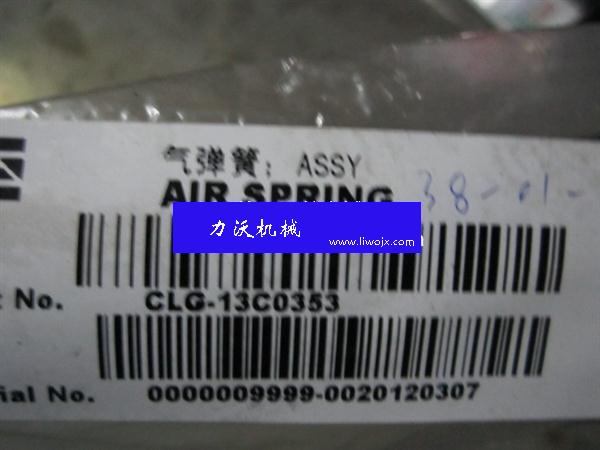 气弹簧: ASSY
AIR SPRING
38-01-
力沃机械
www.liwojx.com
t No.
CLG-13C0353
rial No.
0000009999-0020120307